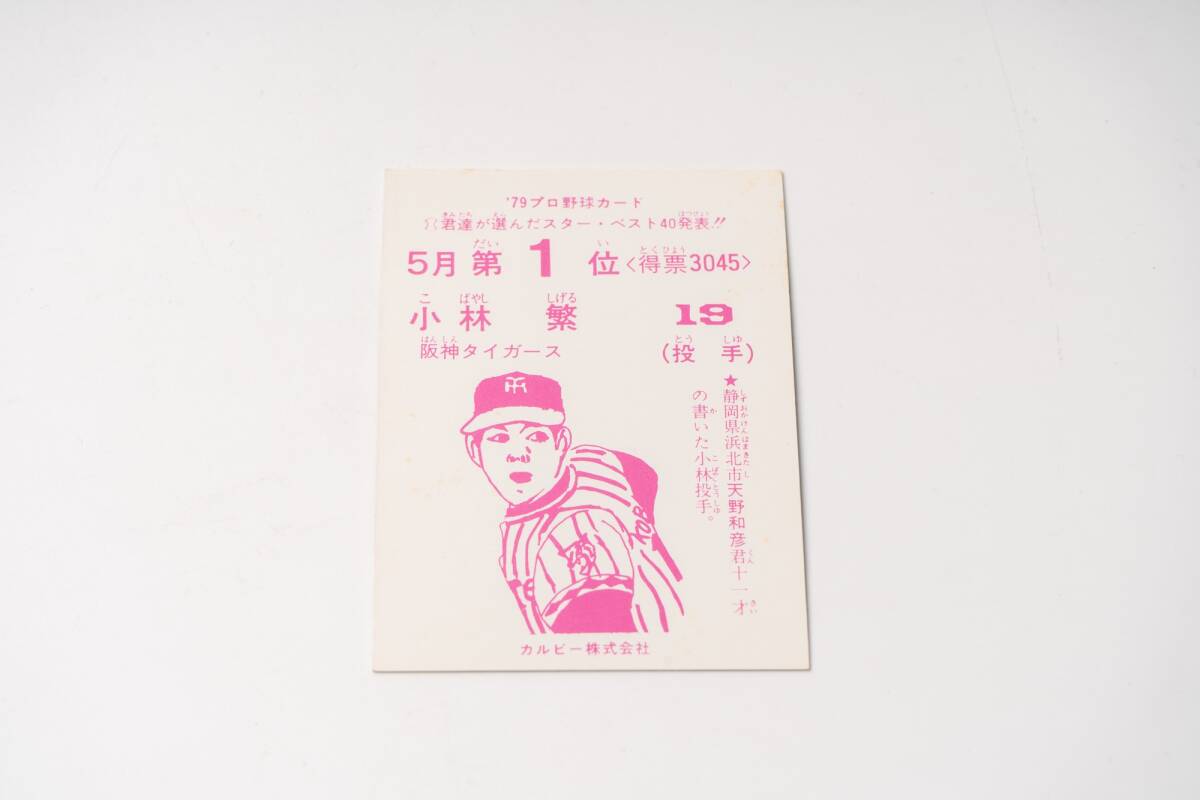 '79プロ野球カード
君達が選んだスター・ベスト40発表!!
5月第1位〈得票3045〉
小林 繁 19
阪神タイガース (投手)
★静岡県浜北市天野和彦君十一才
の書いた小林投手。
カルビー株式会社